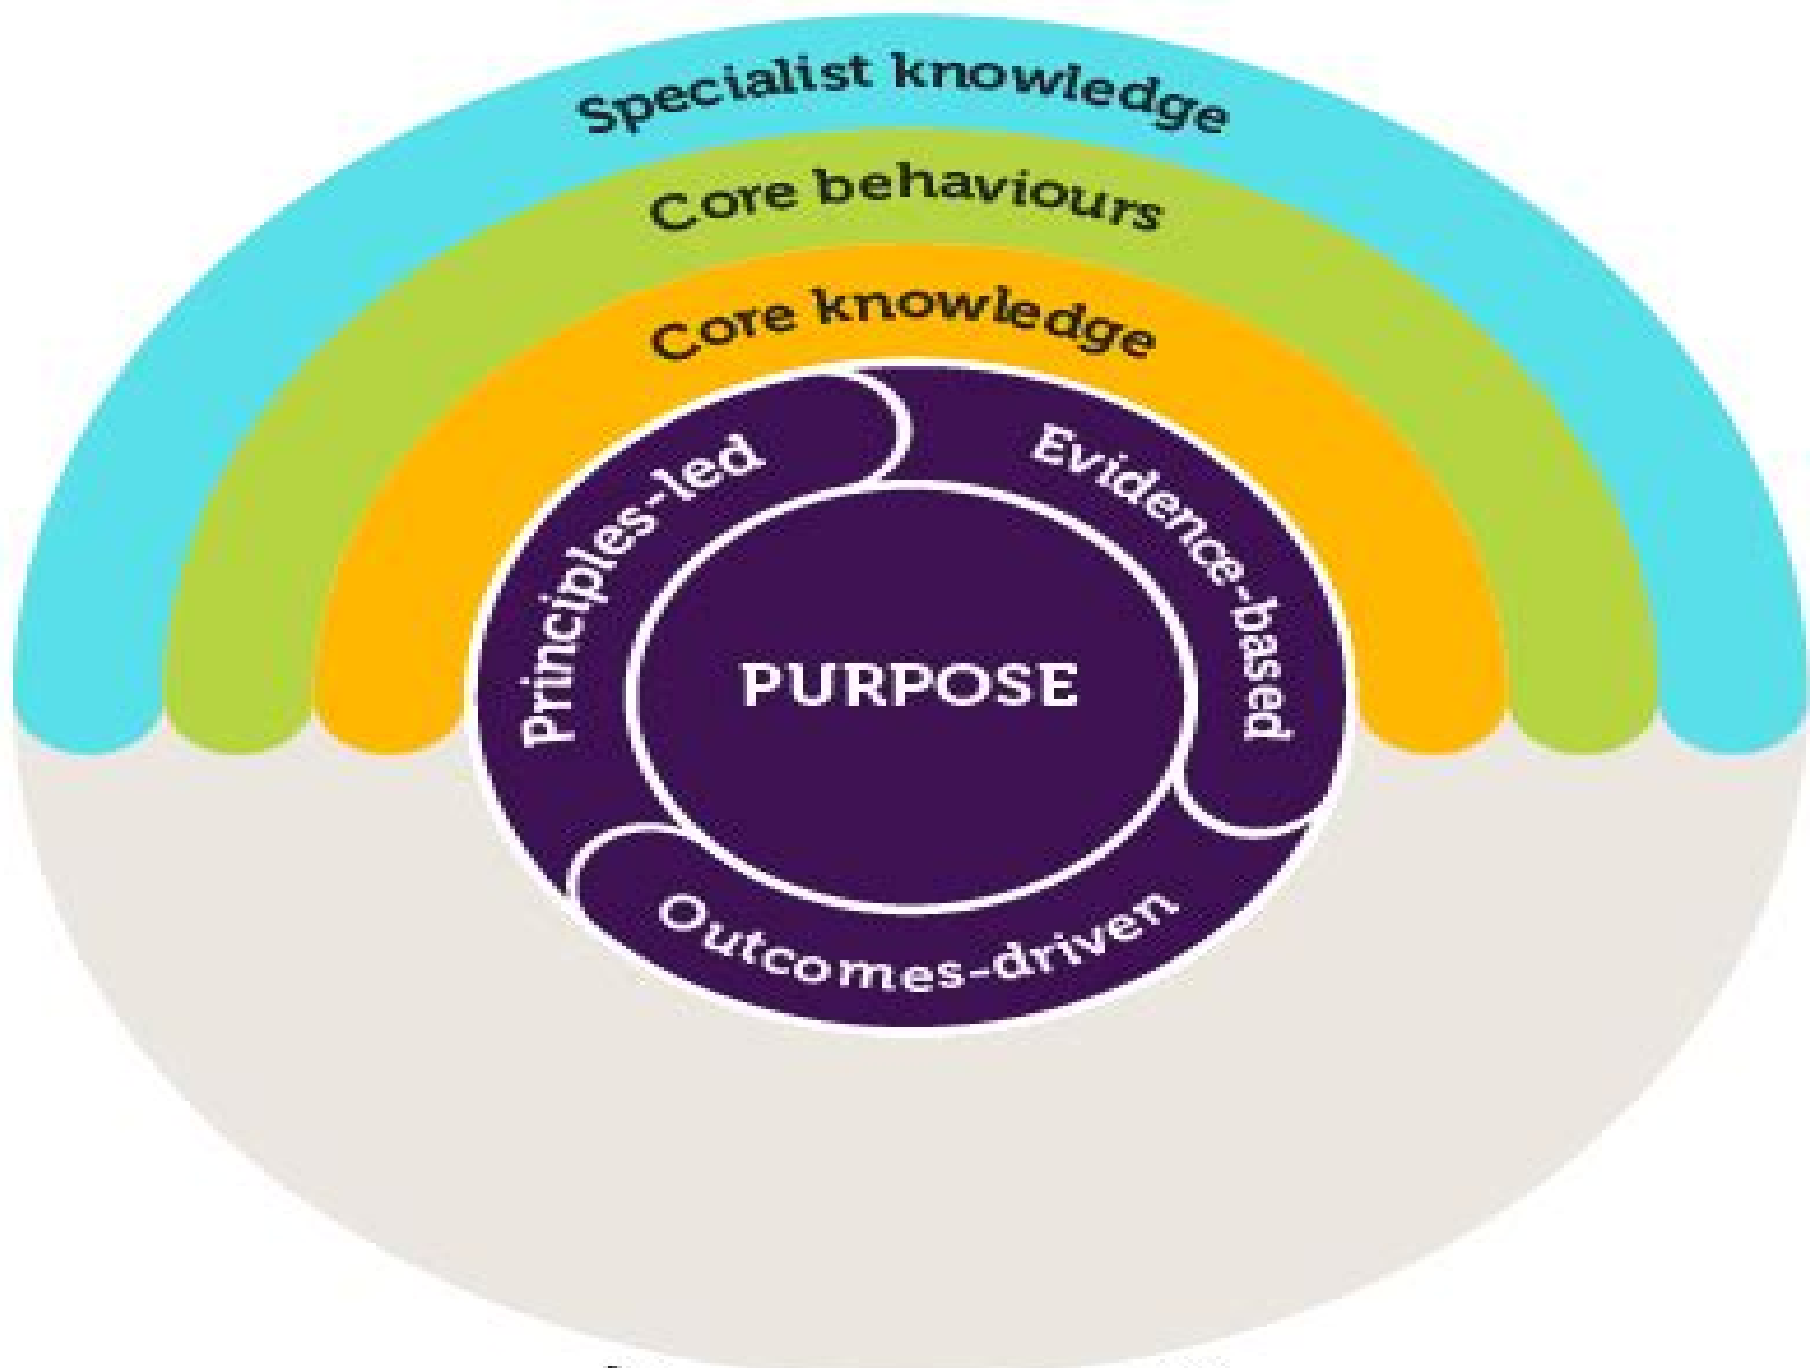 Specialist knowledge
Core behaviours
Core knowledge
Principles-led
Evidence-based
PURPOSE
Outcomes-driven